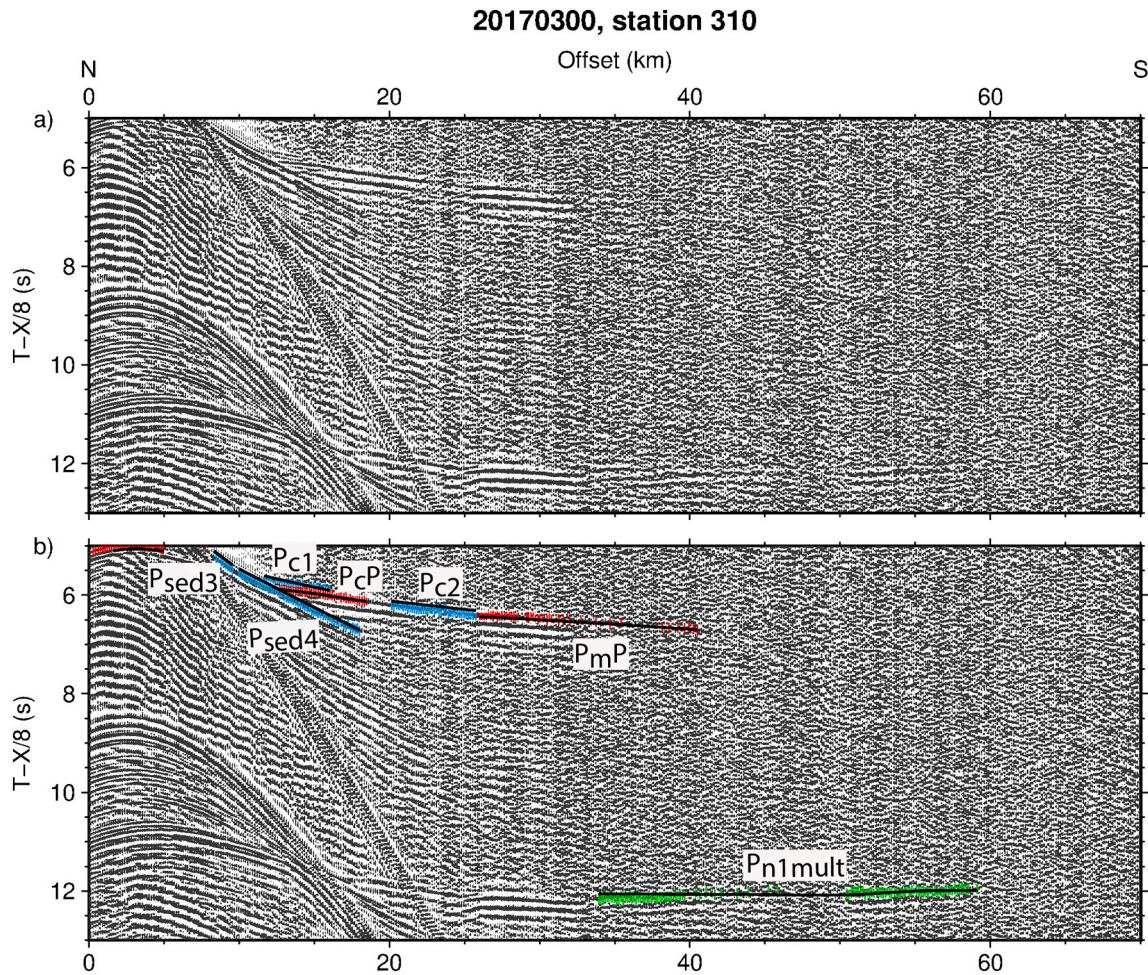 20170300, station 310
Offset (km)
N S
0 20 40 60
a)
6
8
10
12
T−X/8 (s)
b)
Pc1
PcP
Pc2
Psed3
Psed4
PmP
6
8
10
12
T−X/8 (s)
Pn1mult
0 20 40 60